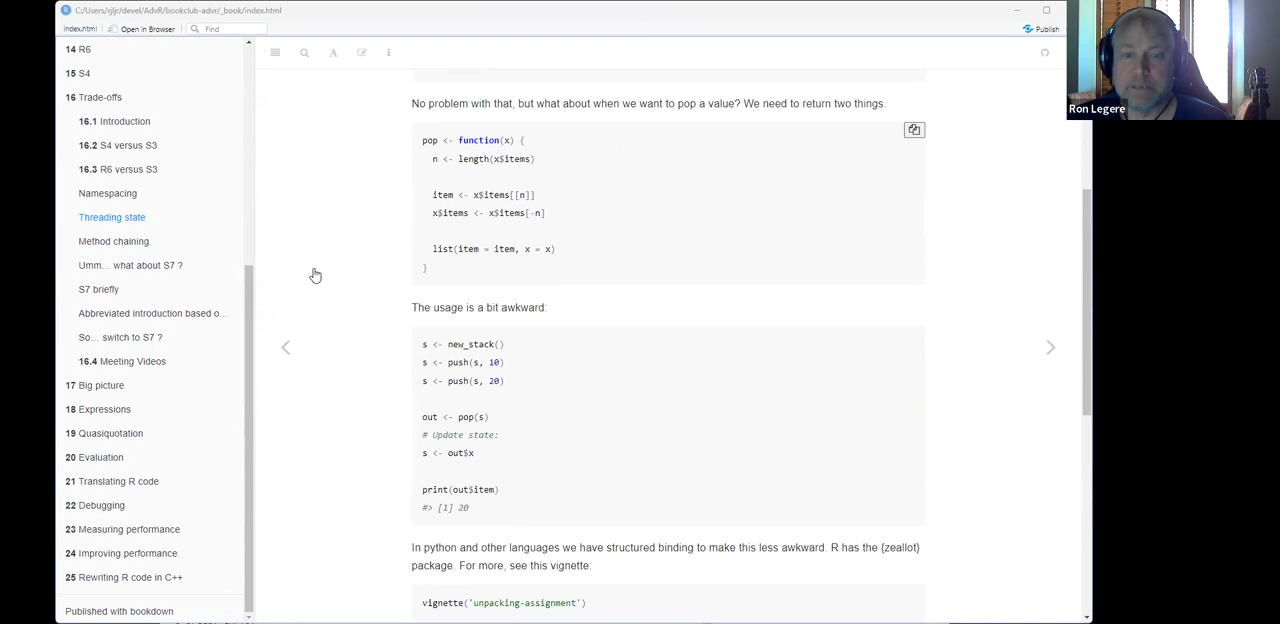 C:/Users/rjljr/devel/AdvR/bookclub-advr/_book/index.html
index.html
Open in Browser
Find
Publish
14 R6
15 S4
16 Trade-offs
16.1 Introduction
16.2 S4 versus S3
16.3 R6 versus S3
Namespacing
Threading state
Method chaining
Umm... what about S7 ?
S7 briefly
Abbreviated introduction based o...
So... switch to S7 ?
16.4 Meeting Videos
17 Big picture
18 Expressions
19 Quasiquotation
20 Evaluation
21 Translating R code
22 Debugging
23 Measuring performance
24 Improving performance
25 Rewriting R code in C++
Published with bookdown
No problem with that, but what about when we want to pop a value? We need to return two things.
pop <- function(x) {
n <- length(x$items)
item <- x$items[[n]]
x$items <- x$items[-n]
list(item = item, x = x)
}
The usage is a bit awkward:
s <- new_stack()
s <- push(s, 10)
s <- push(s, 20)
out <- pop(s)
# Update state:
s <- out$x
print(out$item)
#> [1] 20
In python and other languages we have structured binding to make this less awkward. R has the {zeallot}
package. For more, see this vignette:
vignette('unpacking-assignment')
Ron Legere